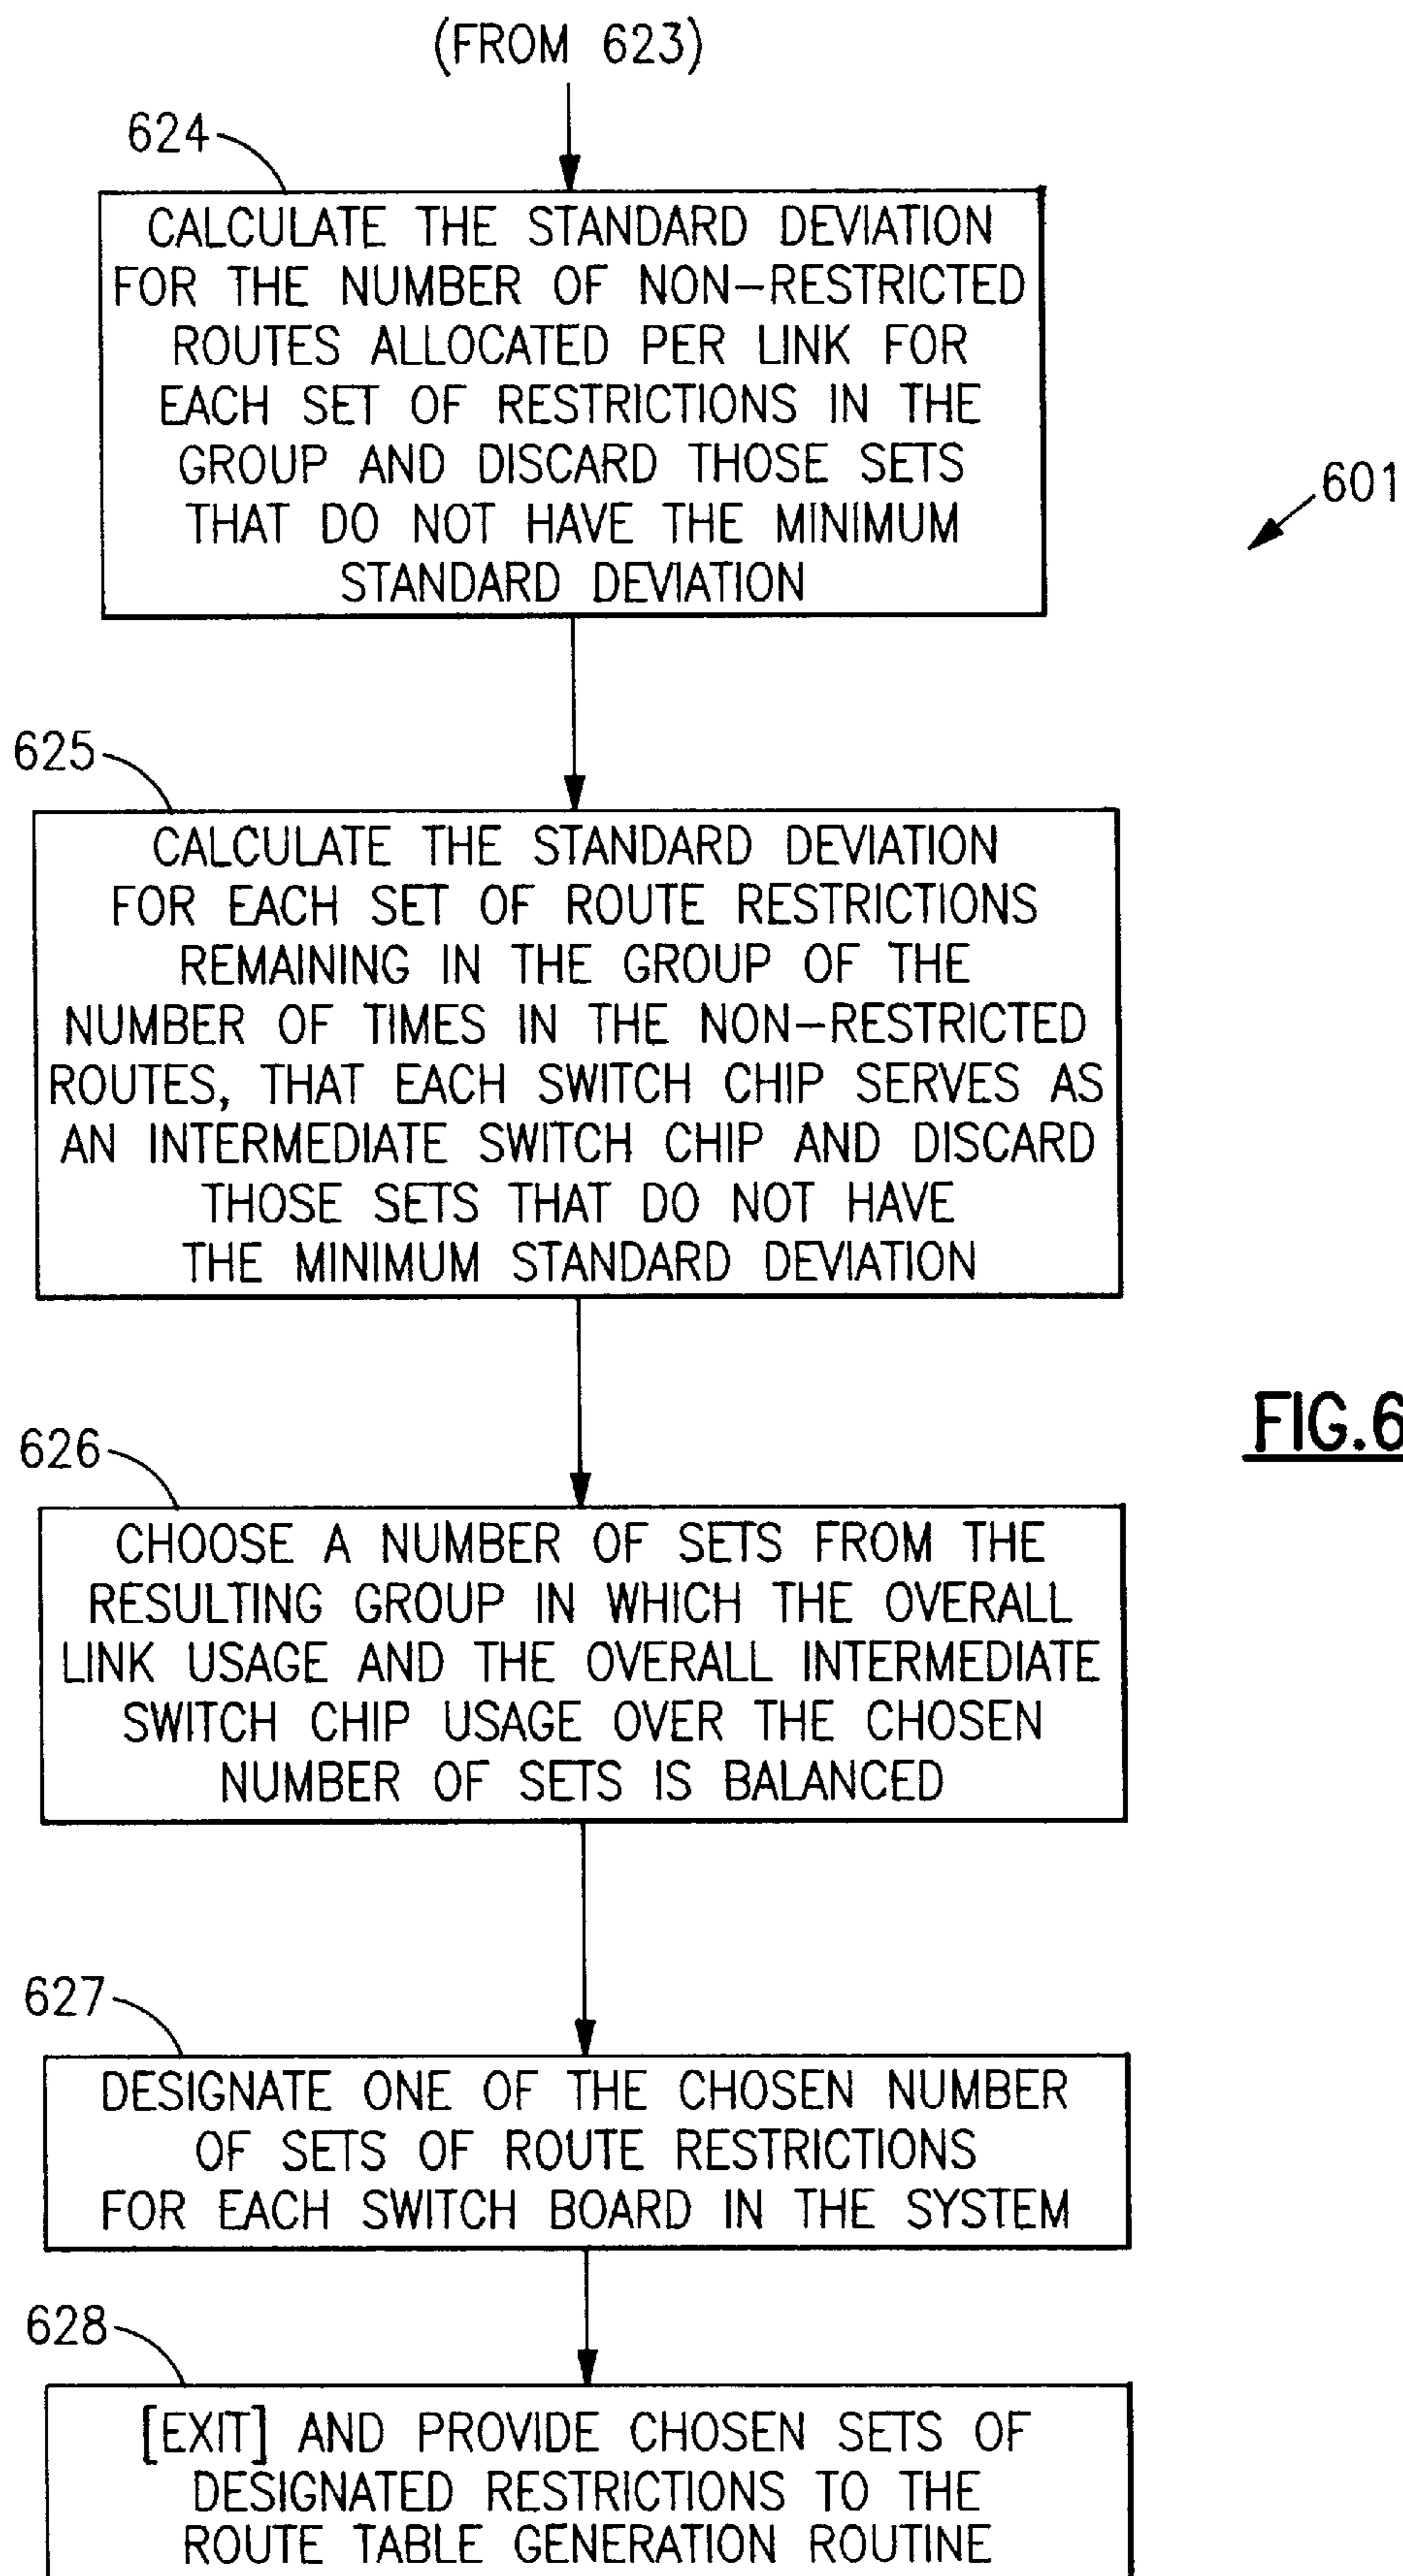 (FROM 623)
624
CALCULATE THE STANDARD DEVIATION
FOR THE NUMBER OF NON-RESTRICTED
ROUTES ALLOCATED PER LINK FOR
EACH SET OF RESTRICTIONS IN THE
GROUP AND DISCARD THOSE SETS
THAT DO NOT HAVE THE MINIMUM
STANDARD DEVIATION
601
625
CALCULATE THE STANDARD DEVIATION
FOR EACH SET OF ROUTE RESTRICTIONS
REMAINING IN THE GROUP OF THE
NUMBER OF TIMES IN THE NON-RESTRICTED
ROUTES, THAT EACH SWITCH CHIP SERVES AS
AN INTERMEDIATE SWITCH CHIP AND DISCARD
THOSE SETS THAT DO NOT HAVE
THE MINIMUM STANDARD DEVIATION
FIG.6
626
CHOOSE A NUMBER OF SETS FROM THE
RESULTING GROUP IN WHICH THE OVERALL
LINK USAGE AND THE OVERALL INTERMEDIATE
SWITCH CHIP USAGE OVER THE CHOSEN
NUMBER OF SETS IS BALANCED
627
DESIGNATE ONE OF THE CHOSEN NUMBER
OF SETS OF ROUTE RESTRICTIONS
FOR EACH SWITCH BOARD IN THE SYSTEM
628
[EXIT] AND PROVIDE CHOSEN SETS OF
DESIGNATED RESTRICTIONS TO THE
ROUTE TABLE GENERATION ROUTINE